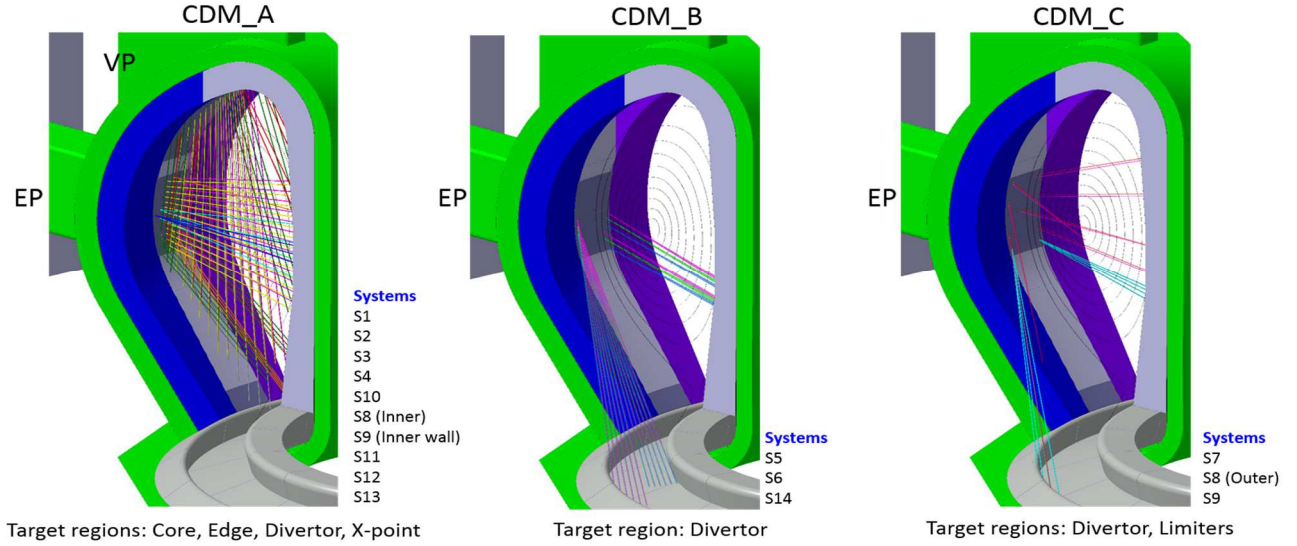 CDM_A
VP
EP
Systems
S1
S2
S3
S4
S10
S8 (Inner)
S9 (Inner wall)
S11
S12
S13
Target regions: Core, Edge, Divertor, X-point
CDM_B
EP
Systems
S5
S6
S14
Target region: Divertor
CDM_C
EP
Systems
S7
S8 (Outer)
S9
Target regions: Divertor, Limiters